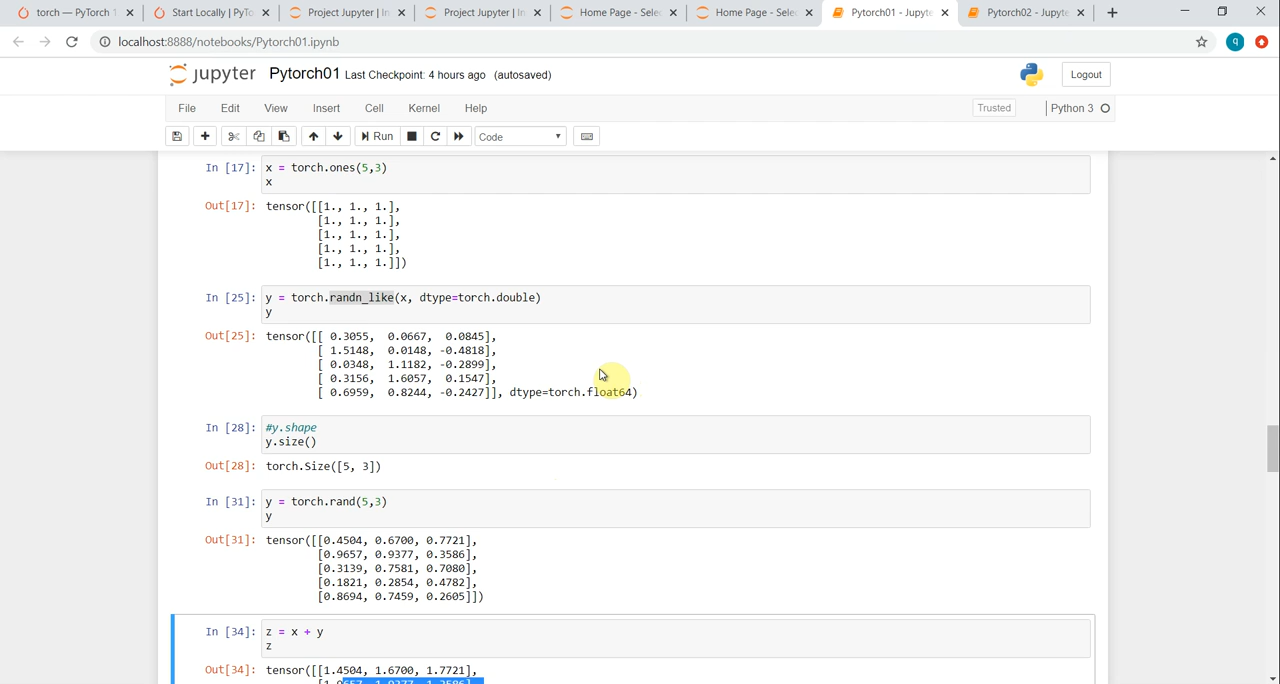 torch — PyTorch 1
Start Locally | PyTo
Project Jupyter | In
Project Jupyter | In
Home Page - Selec
Home Page - Selec
Pytorch01 - Jupyte
Pytorch02 - Jupyte
localhost:8888/notebooks/Pytorch01.ipynb
q
jupyter Pytorch01 Last Checkpoint: 4 hours ago (autosaved)
Logout
File Edit View Insert Cell Kernel Help
Trusted
Python 3
Run
Code
In [17]: x = torch.ones(5,3)
x
Out[17]: tensor([[1., 1., 1.],
[1., 1., 1.],
[1., 1., 1.],
[1., 1., 1.],
[1., 1., 1.]])
In [25]: y = torch.randn_like(x, dtype=torch.double)
y
Out[25]: tensor([[ 0.3055, 0.0667, 0.0845],
[ 1.5148, 0.0148, -0.4818],
[ 0.0348, 1.1182, -0.2899],
[ 0.3156, 1.6057, 0.1547],
[ 0.6959, 0.8244, -0.2427]], dtype=torch.float64)
In [28]: #y.shape
y.size()
Out[28]: torch.Size([5, 3])
In [31]: y = torch.rand(5,3)
y
Out[31]: tensor([[0.4504, 0.6700, 0.7721],
[0.9657, 0.9377, 0.3586],
[0.3139, 0.7581, 0.7080],
[0.1821, 0.2854, 0.4782],
[0.8694, 0.7459, 0.2605]])
In [34]: z = x + y
z
Out[34]: tensor([[1.4504, 1.6700, 1.7721],
[1.9657, 1.9377, 1.3586],